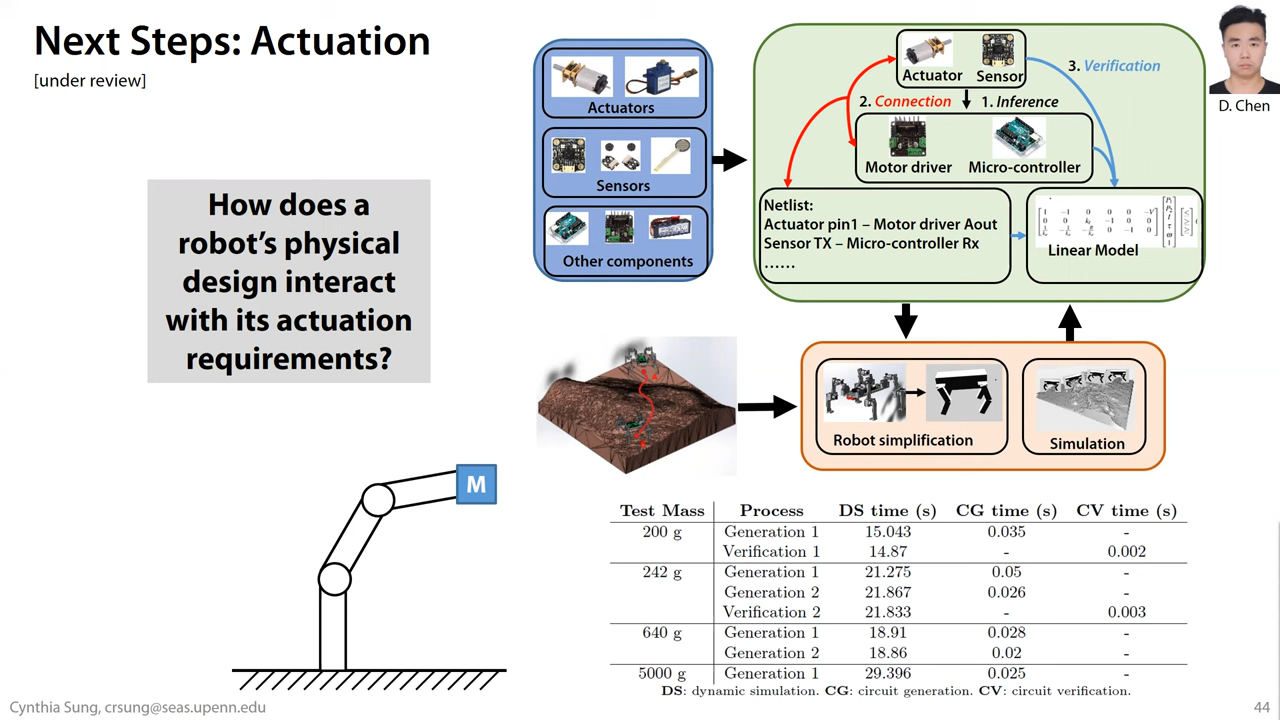 Next Steps: Actuation
[under review]
How does a
robot's physical
design interact
with its actuation
requirements?
M
Actuators
Sensors
Other components
Actuator
Sensor
3. Verification
2. Connection
1. Inference
Motor driver
Micro-controller
Netlist:
Actuator pin1 – Motor driver Aout
Sensor TX – Micro-controller Rx
......
Linear Model
D. Chen
Robot simplification
Simulation
Test Mass Process DS time (s) CG time (s) CV time (s)
200 g Generation 1 15.043 0.035 -
Verification 1 14.87 - 0.002
242 g Generation 1 21.275 0.05 -
Generation 2 21.867 0.026 -
Verification 2 21.833 - 0.003
640 g Generation 1 18.91 0.028 -
Generation 2 18.86 0.02 -
5000 g Generation 1 29.396 0.025 -
DS: dynamic simulation. CG: circuit generation. CV: circuit verification.
Cynthia Sung, crsung@seas.upenn.edu
44